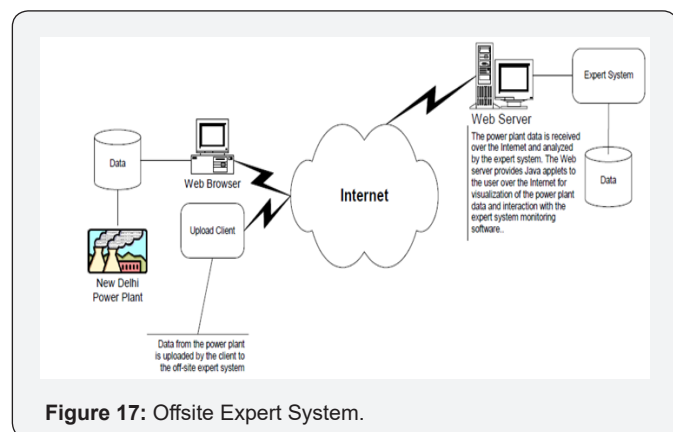 Expert System
Web Server
The power plant data is received
over the Internet and analyzed
by the expert system. The Web
server provides Java applets to
the user over the Internet for
visualization of the power plant
data and interaction with the
expert system monitoring
software..
Data
Data
Web Browser
Internet
Upload Client
New Delhi
Power Plant
Data from the power plant
is uploaded by the client to
the off-site expert system
Figure 17: Offsite Expert System.